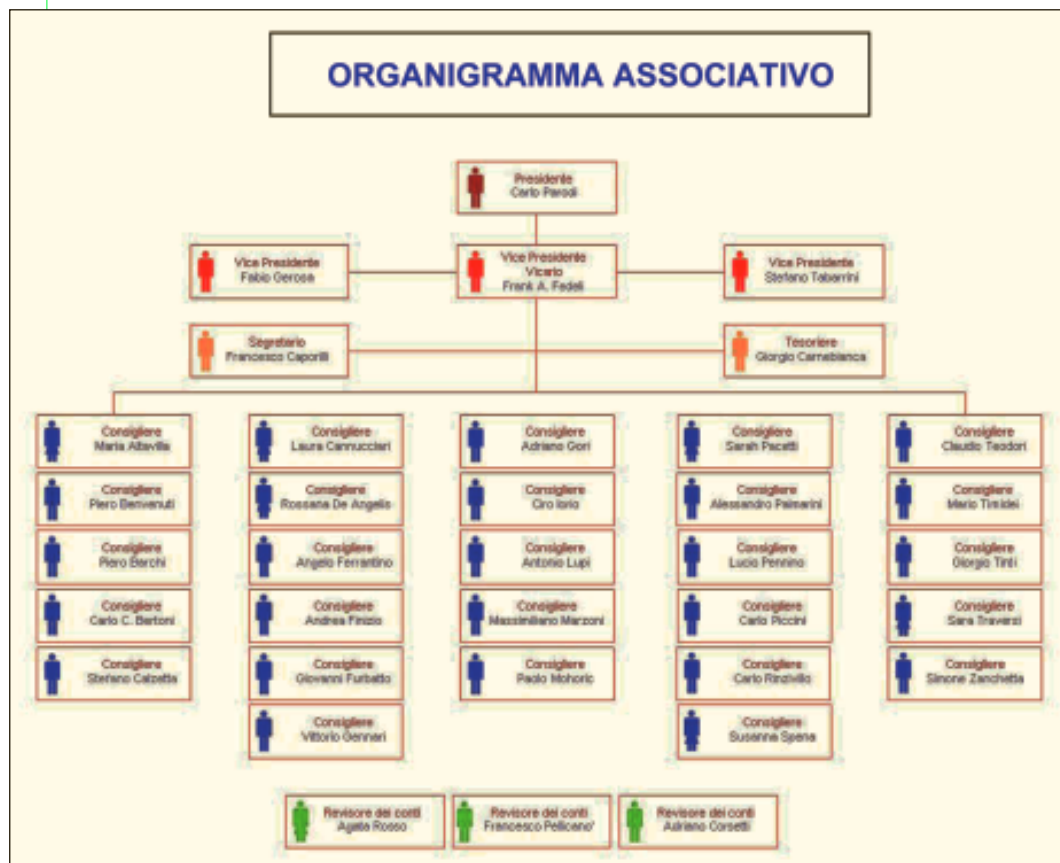 ORGANIGRAMMA ASSOCIATIVO
Presidente
Carlo Parodi
Vice Presidente
Fabio Gerosa
Vice Presidente
Vicario
Frank A. Fedeli
Vice Presidente
Stefano Tabarrini
Segretario
Francesco Caporilli
Tesoriere
Giorgio Carnebianca
Consigliere
Maria Altavilla
Consigliere
Laura Cannucciari
Consigliere
Adriano Gori
Consigliere
Sarah Pacetti
Consigliere
Claudio Teodori
Consigliere
Piero Benvenuti
Consigliere
Rossana De Angelis
Consigliere
Ciro Iorio
Consigliere
Alessandro Palmarini
Consigliere
Mario Timidei
Consigliere
Piero Berchi
Consigliere
Angelo Ferrantino
Consigliere
Antonio Lupi
Consigliere
Lucio Pennino
Consigliere
Giorgio Tinti
Consigliere
Carlo C. Bertoni
Consigliere
Andrea Finizio
Consigliere
Massimiliano Marzoni
Consigliere
Carlo Piccini
Consigliere
Sara Traversi
Consigliere
Stefano Calzetta
Consigliere
Giovanni Furbatto
Consigliere
Paolo Mohoric
Consigliere
Carlo Rinzivillo
Consigliere
Simone Zanchetta
Consigliere
Vittorio Gennari
Consigliere
Susanna Spena
Revisore dei conti
Agata Rosso
Revisore dei conti
Francesco Pellicano'
Revisore dei conti
Adriano Corsetti